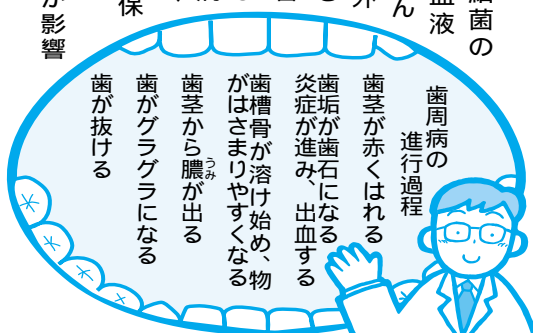 菌の
液
ん
保
影響
歯周病の
進行過程
歯茎が赤くはれる
歯垢が歯石になる
炎症が進み、出血する
歯槽骨が溶け始め、物
がはさまりやすくなる
うみ
歯茎から膿が出る
歯がグラグラになる
歯が抜ける